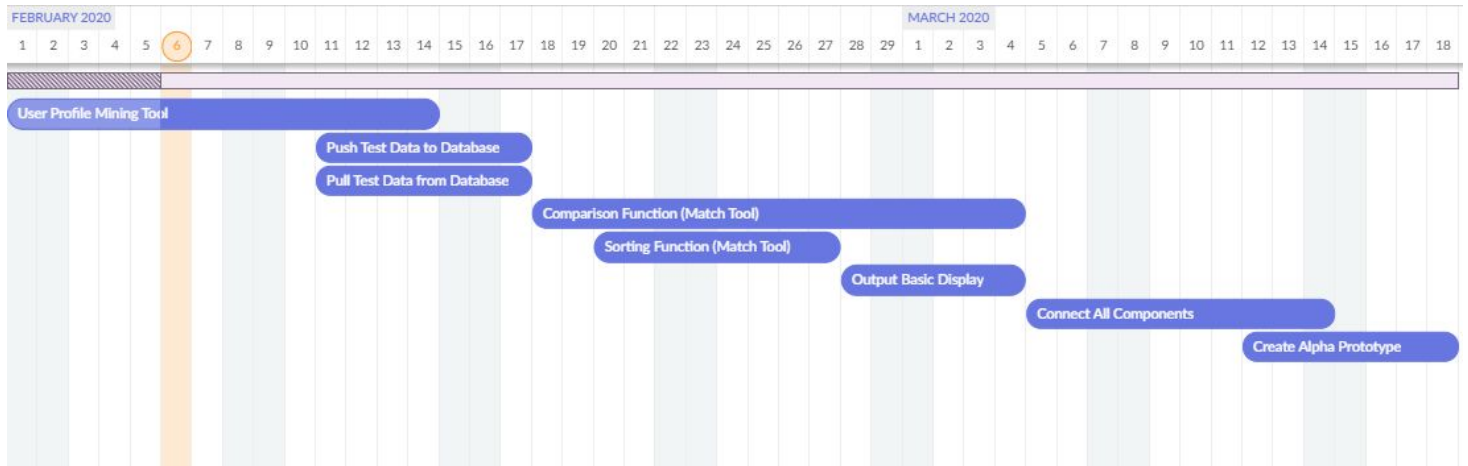 FEBRUARY 2020 MARCH 2020
1 2 3 4 5 6 7 8 9 10 11 12 13 14 15 16 17 18 19 20 21 22 23 24 25 26 27 28 29 1 2 3 4 5 6 7 8 9 10 11 12 13 14 15 16 17 18
User Profile Mining Tool
Push Test Data to Database
Pull Test Data from Database
Comparison Function (Match Tool)
Sorting Function (Match Tool)
Output Basic Display
Connect All Components
Create Alpha Prototype